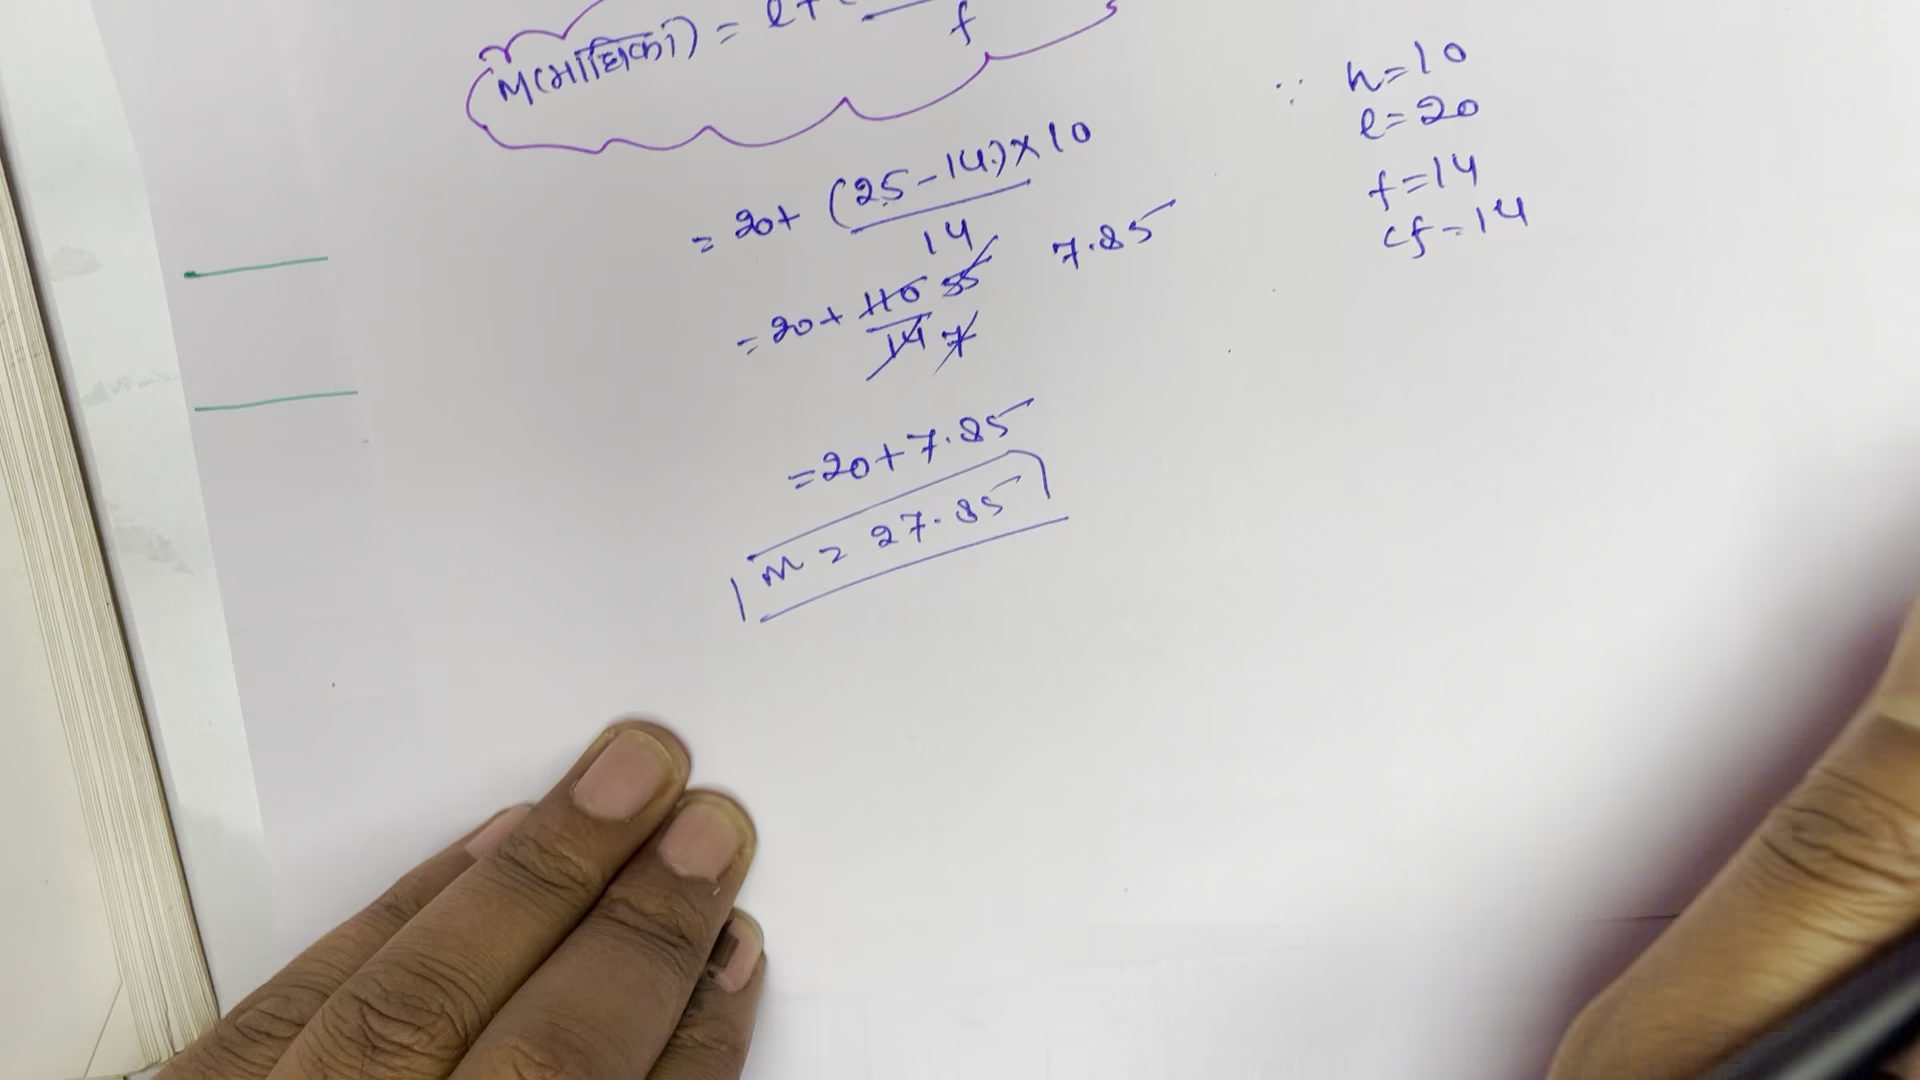 M(माधिका) = l+(
f
= 20+ (25-14)×10
14
= 20+ 110 55 7.85
14 7
= 20+7.85
M = 27.85
∵ h=10
l=20
f=14
cf=14